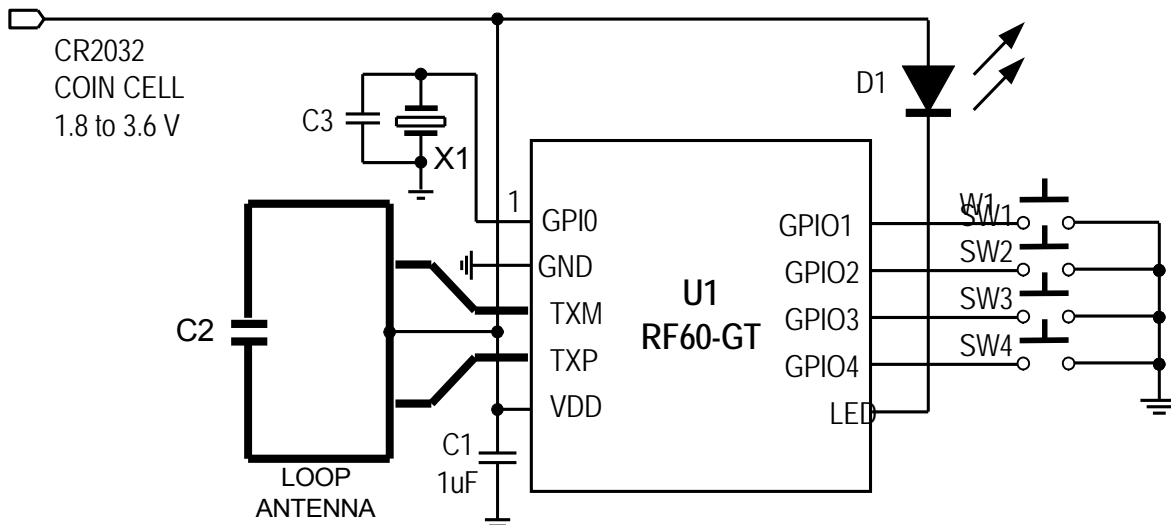 CR2032
COIN CELL
1.8 to 3.6 V
C3
X1
D1
1
GPI0
GND
TXM
TXP
VDD
U1
RF60-GT
GPIO1
GPIO2
GPIO3
GPIO4
LED
W1
SW1
SW2
SW3
SW4
C2
LOOP
ANTENNA
C1
1uF